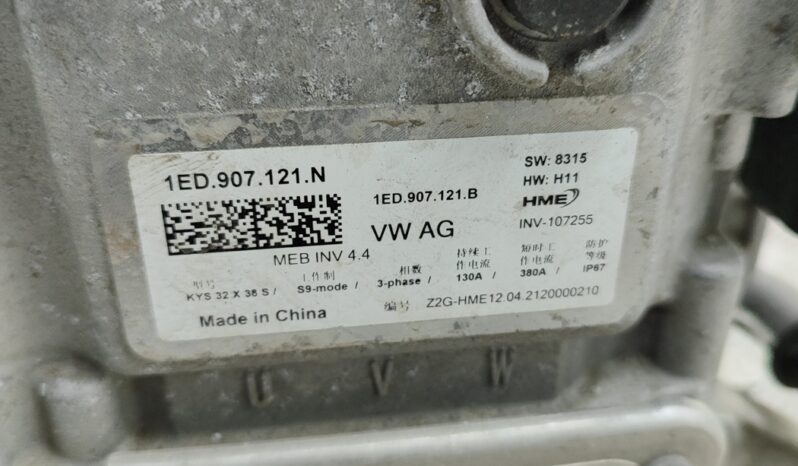 1ED.907.121.N
1ED.907.121.B
SW: 8315
HW: H11
HME
VW AG
INV-107255
MEB INV 4.4
型号 工作制 相数 持续工作电流 短时工作电流 防护等级
KYS 32 X 38 S / S9-mode / 3-phase / 130A / 380A / IP67
Made in China
编号 Z2G-HME12.04.2120000210
U V W